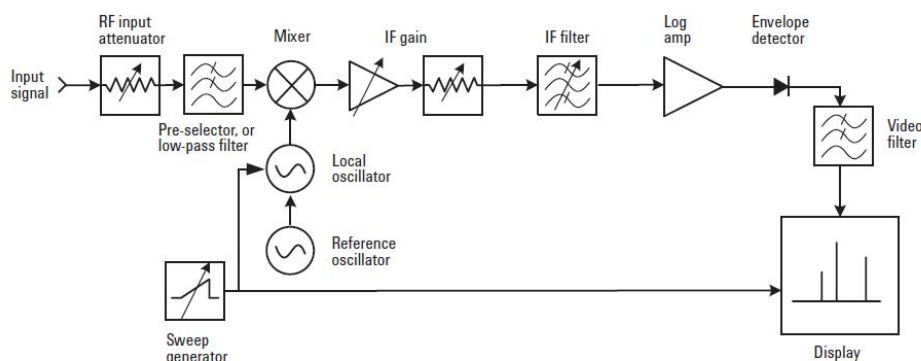 RF input
attenuator
Mixer
IF gain
IF filter
Log
amp
Envelope
detector
Input
signal
Pre-selector, or
low-pass filter
Video
filter
Local
oscillator
Reference
oscillator
Sweep
generator
Display